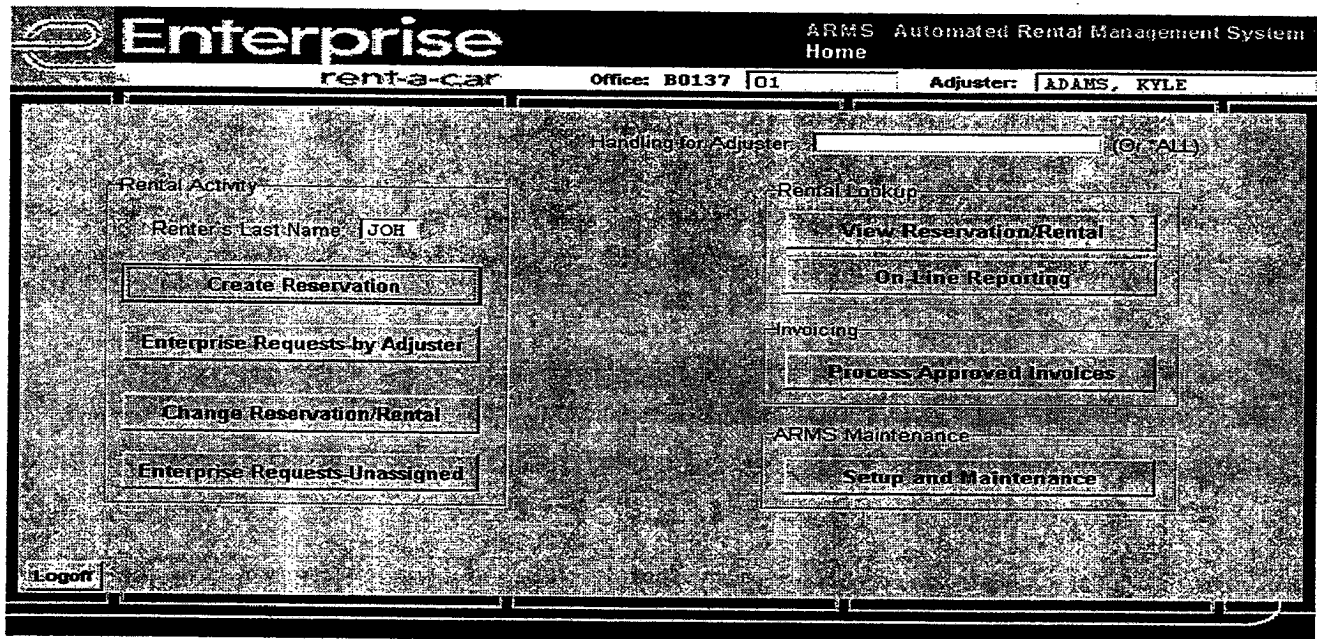 Enterprise
rent-a-car
ARMS Automated Rental Management System
Home
Office: B0137 01
Adjuster: ADAMS, KYLE
Handling for Adjuster (Or *ALL)
Rental Activity
Renter's Last Name JOH
Create Reservation
Enterprise Requests by Adjuster
Change Reservation/Rental
Enterprise Requests-Unassigned
Rental Lookup
View Reservation/Rental
On-Line Reporting
Invoicing
Process Approved Invoices
ARMS Maintenance
Setup and Maintenance
Logoff